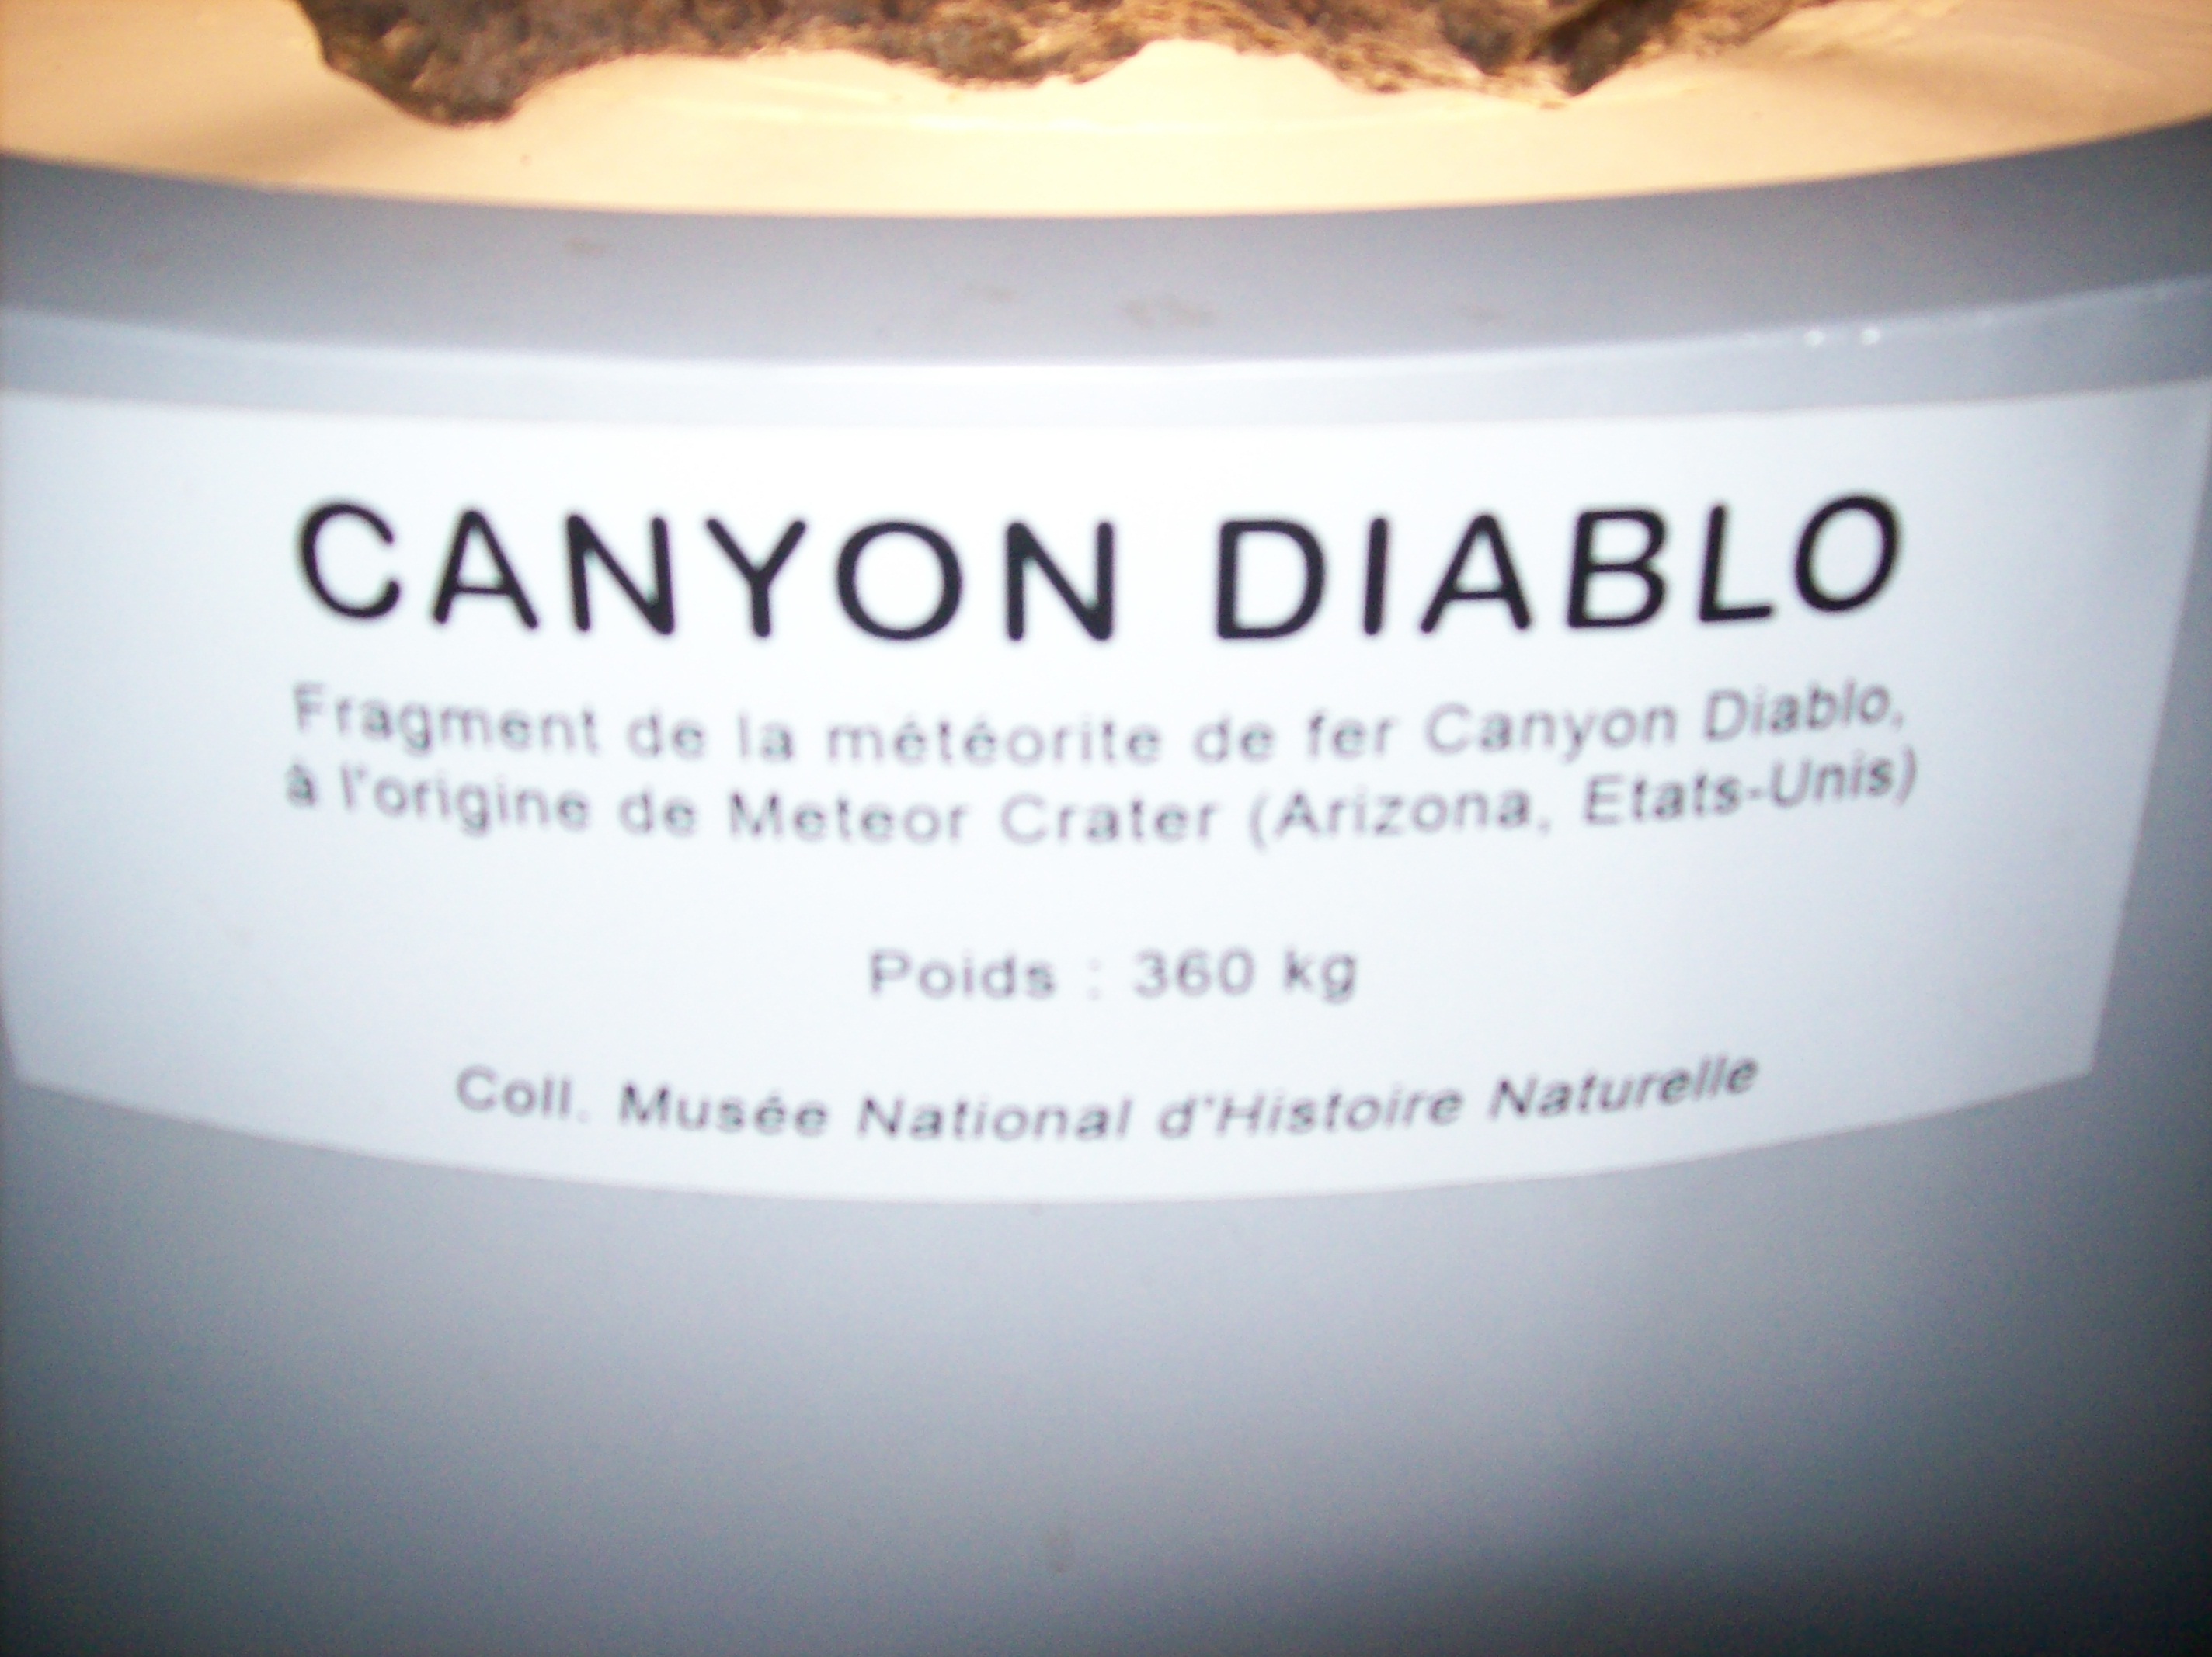 CANYON DIABLO
Fragment de la météorite de fer Canyon Diablo,
à l'origine de Meteor Crater (Arizona, Etats-Unis)
Poids : 360 kg
Coll. Musée National d'Histoire Naturelle